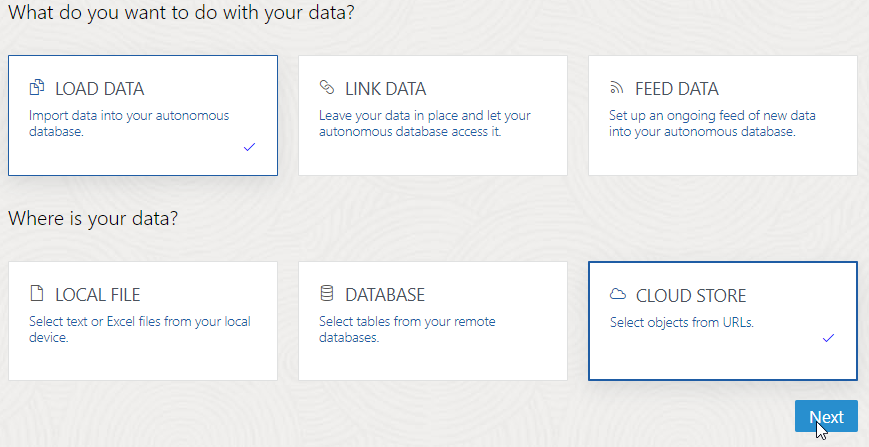 What do you want to do with your data?
LOAD DATA
Import data into your autonomous
database.
LINK DATA
Leave your data in place and let your
autonomous database access it.
FEED DATA
Set up an ongoing feed of new data
into your autonomous database.
Where is your data?
LOCAL FILE
Select text or Excel files from your local
device.
DATABASE
Select tables from your remote
databases.
CLOUD STORE
Select objects from URLs.
Next